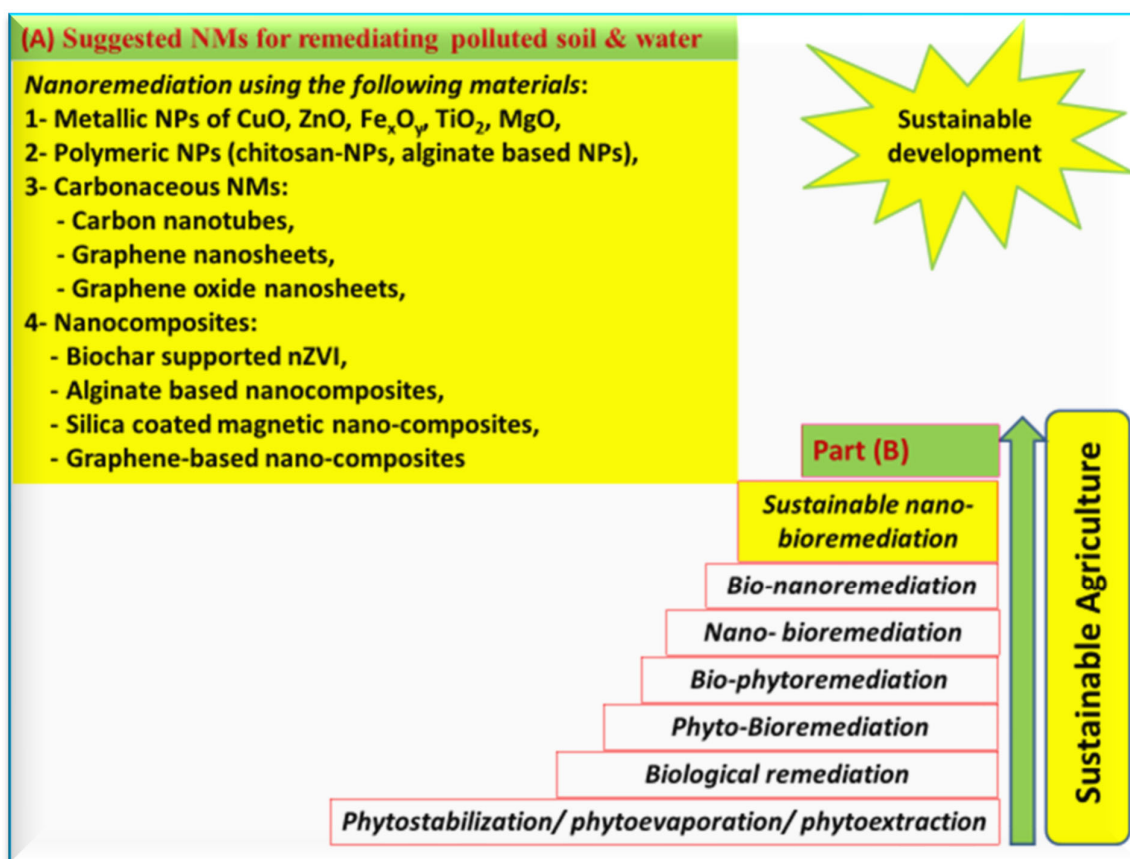 (A) Suggested NMs for remediating polluted soil & water
Nanoremediation using the following materials:
1- Metallic NPs of CuO, ZnO, FexOy, TiO2, MgO,
2- Polymeric NPs (chitosan-NPs, alginate based NPs),
3- Carbonaceous NMs:
- Carbon nanotubes,
- Graphene nanosheets,
- Graphene oxide nanosheets,
4- Nanocomposites:
- Biochar supported nZVI,
- Alginate based nanocomposites,
- Silica coated magnetic nano-composites,
- Graphene-based nano-composites
Sustainable
development
Part (B)
Sustainable nano-
bioremediation
Bio-nanoremediation
Nano- bioremediation
Bio-phytoremediation
Phyto-Bioremediation
Biological remediation
Phytostabilization/ phytoevaporation/ phytoextraction
Sustainable Agriculture